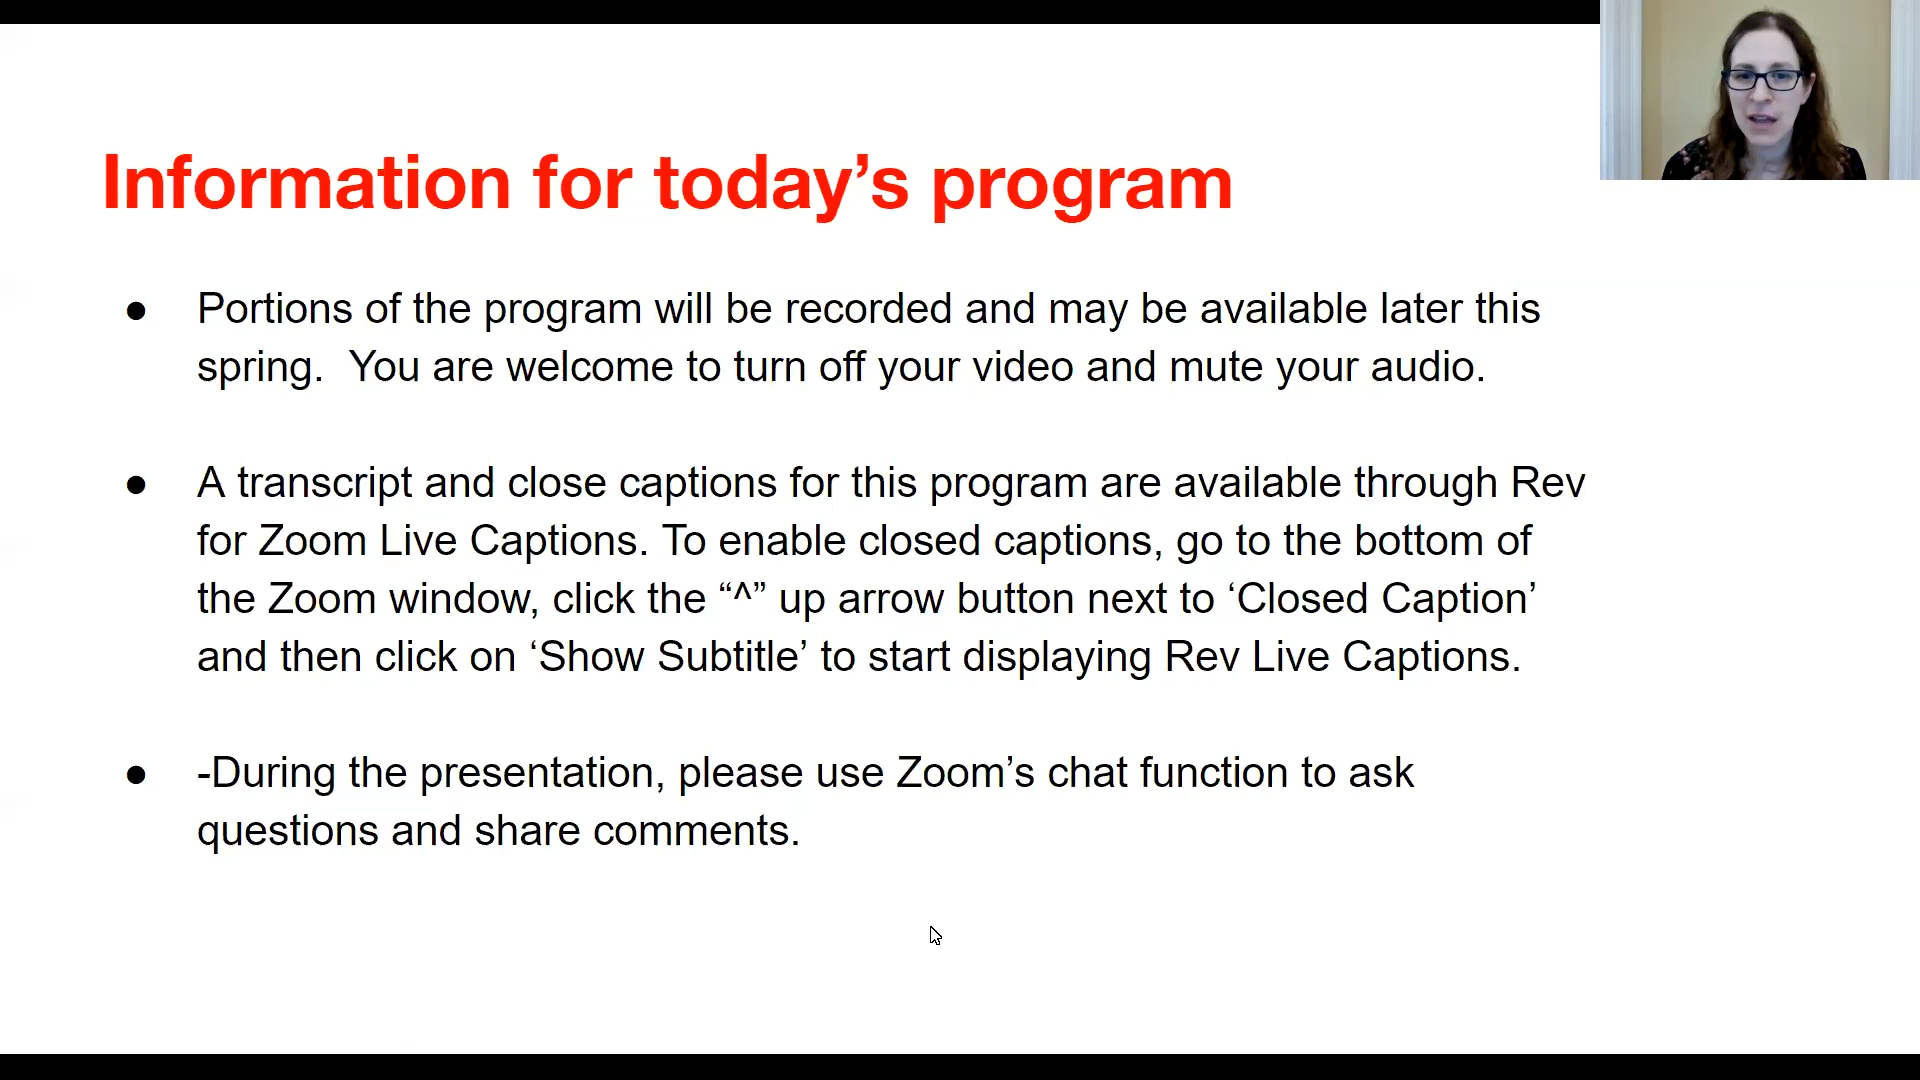 Information for today’s program
● Portions of the program will be recorded and may be available later this
spring.  You are welcome to turn off your video and mute your audio.
● A transcript and close captions for this program are available through Rev
for Zoom Live Captions. To enable closed captions, go to the bottom of
the Zoom window, click the “^” up arrow button next to ‘Closed Caption’
and then click on ‘Show Subtitle’ to start displaying Rev Live Captions.
● -During the presentation, please use Zoom’s chat function to ask
questions and share comments.